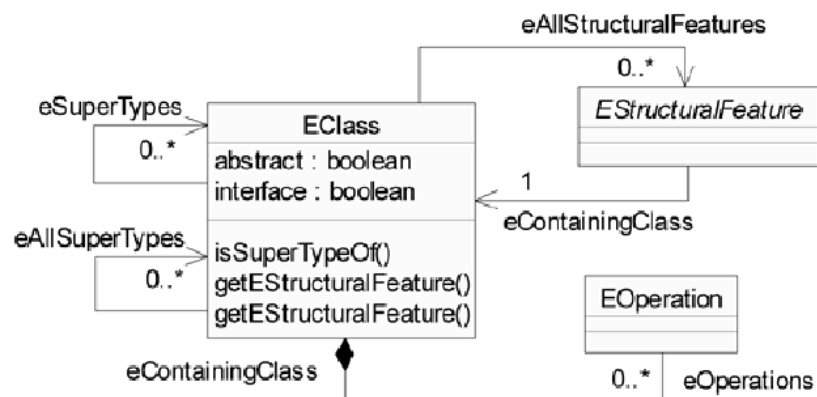 eAllStructuralFeatures
0..*
eSuperTypes
EClass
EStructuralFeature
0..*
abstract : boolean
interface : boolean
1
eContainingClass
eAllSuperTypes
isSuperTypeOf()
0..*
getEStructuralFeature()
getEStructuralFeature()
EOperation
eContainingClass
0..*
eOperations